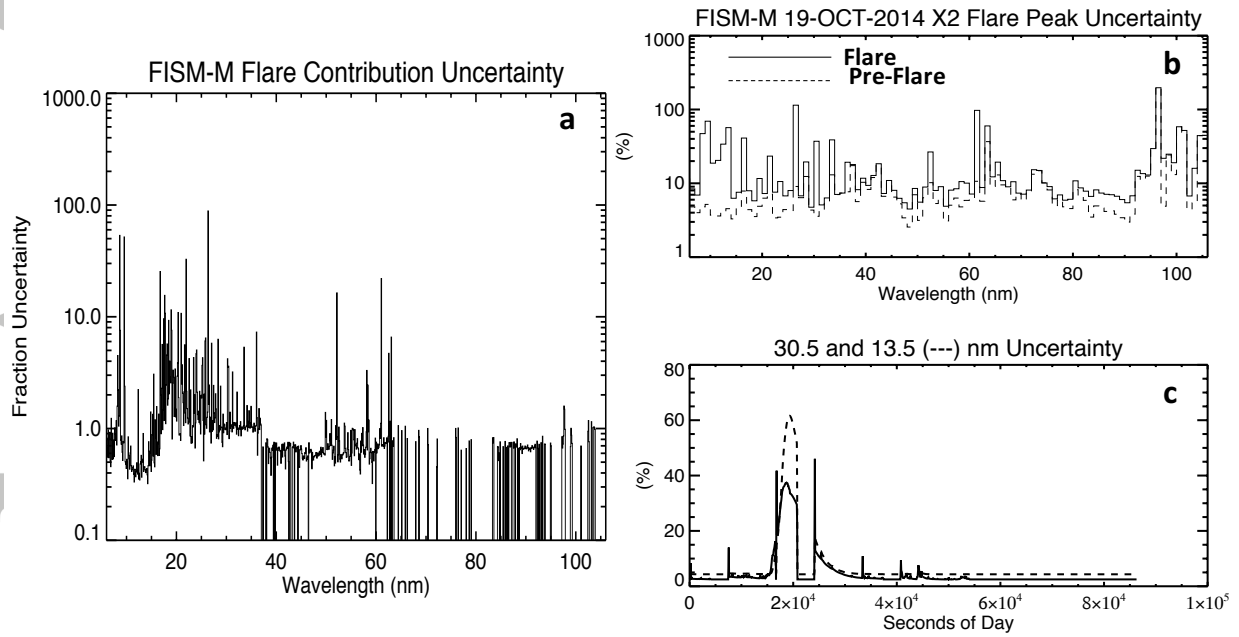 FISM-M Flare Contribution Uncertainty
a
1000.0
100.0
10.0
1.0
0.1
Fraction Uncertainty
20 40 60 80 100
Wavelength (nm)
FISM-M 19-OCT-2014 X2 Flare Peak Uncertainty
b
Flare
Pre-Flare
1000
100
10
1
(%)
20 40 60 80 100
Wavelength (nm)
30.5 and 13.5 (---) nm Uncertainty
c
80
60
40
20
0
(%)
0 2×10⁴ 4×10⁴ 6×10⁴ 8×10⁴ 1×10⁵
Seconds of Day